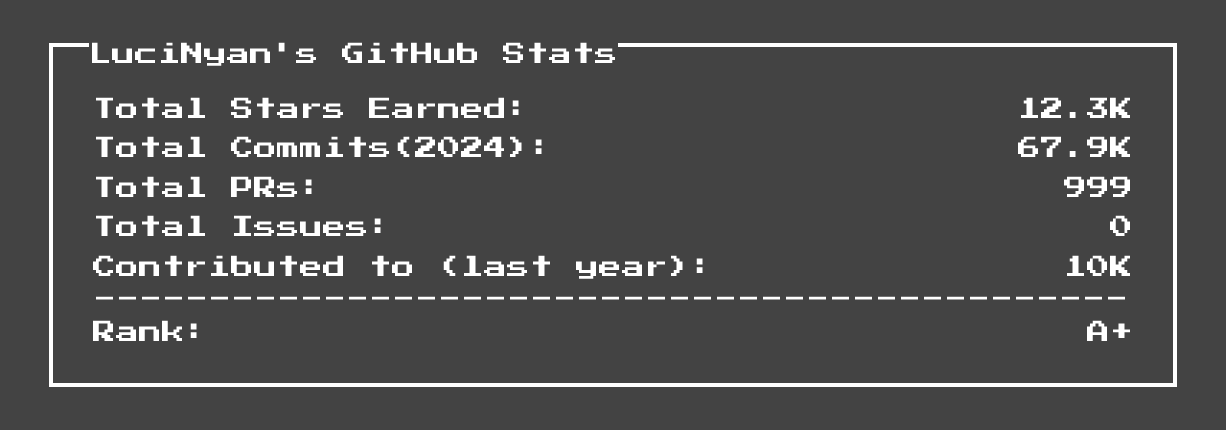 LuciNyan's GitHub Stats
Total Stars Earned: 12.3K
Total Commits(2024): 67.9K
Total PRs: 999
Total Issues: 0
Contributed to (last year): 10K
Rank: A+